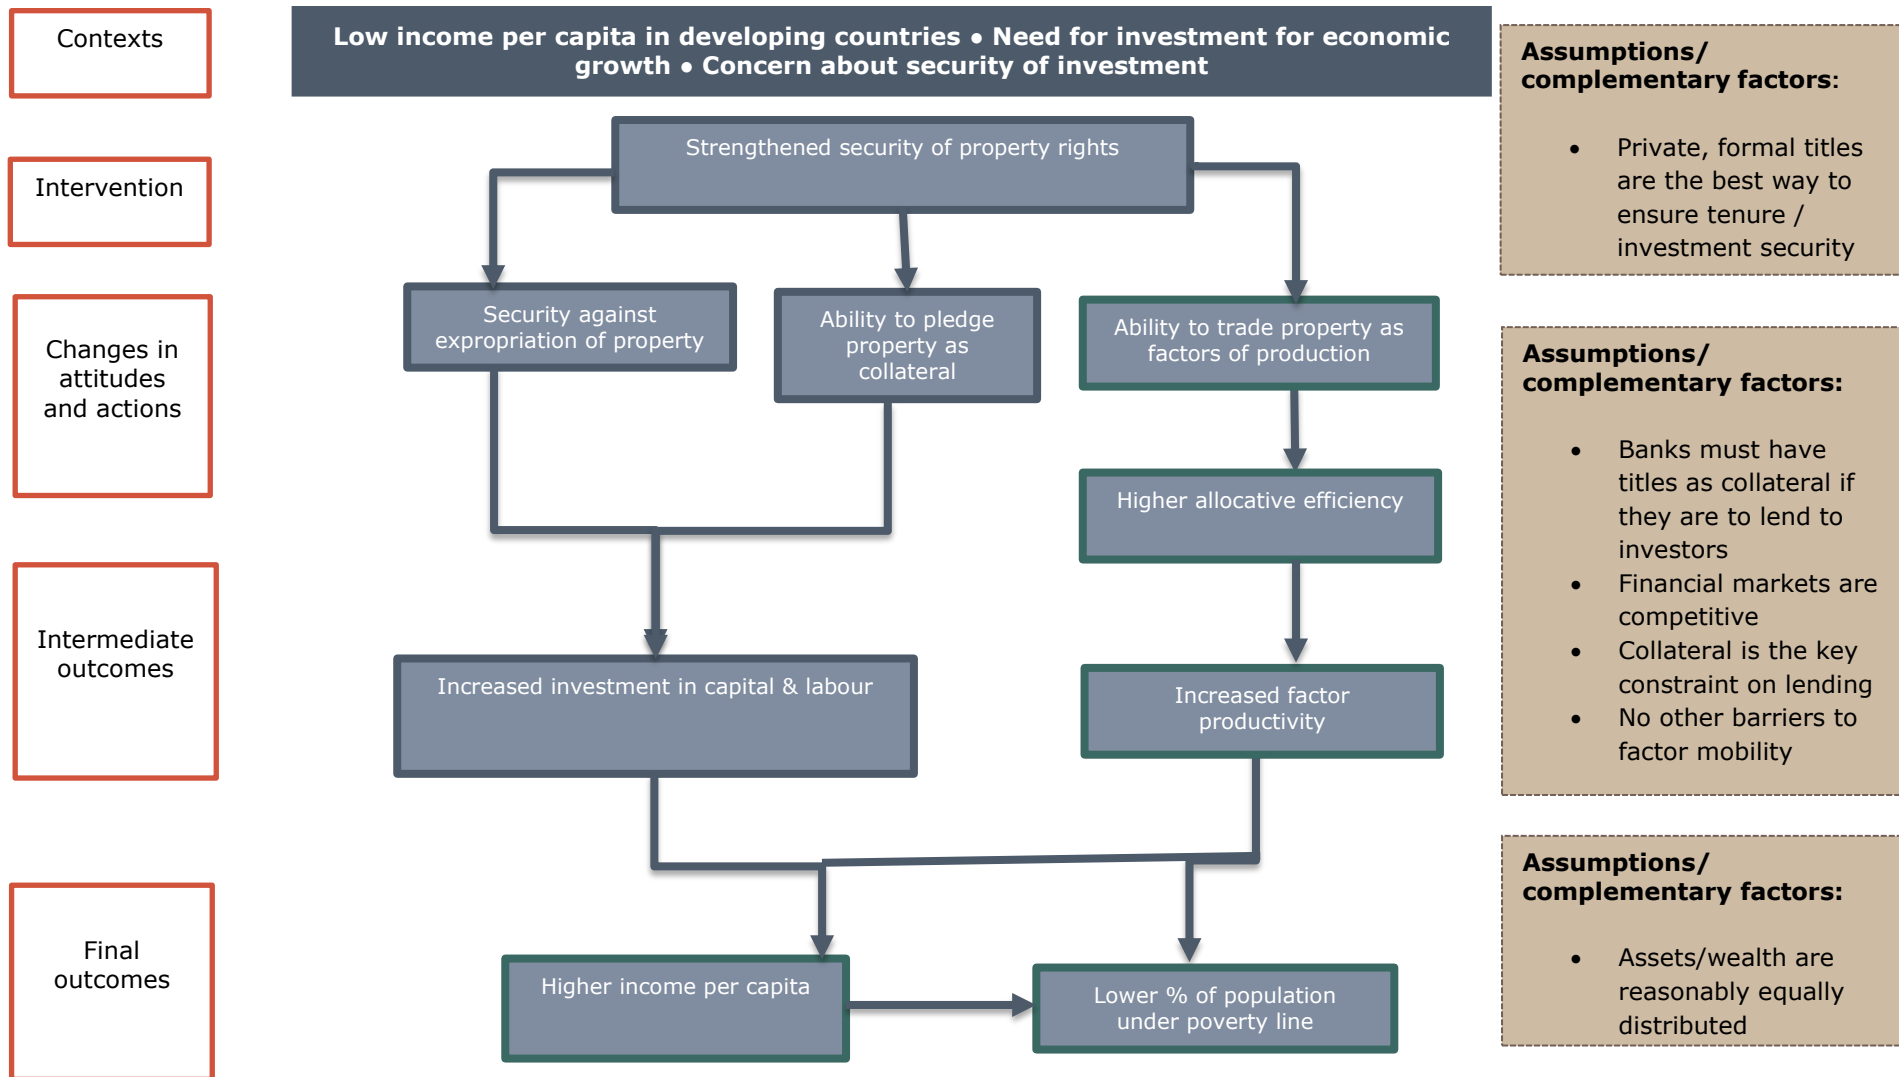 Contexts
Low income per capita in developing countries ● Need for investment for economic
growth ● Concern about security of investment
Assumptions/
complementary factors:
• Private, formal titles
are the best way to
ensure tenure /
investment security
Intervention
Strengthened security of property rights
Changes in
attitudes
and actions
Security against
expropriation of property
Ability to pledge
property as
collateral
Ability to trade property as
factors of production
Higher allocative efficiency
Assumptions/
complementary factors:
• Banks must have
titles as collateral if
they are to lend to
investors
• Financial markets are
competitive
• Collateral is the key
constraint on lending
• No other barriers to
factor mobility
Intermediate
outcomes
Increased investment in capital & labour
Increased factor
productivity
Final
outcomes
Higher income per capita
Lower % of population
under poverty line
Assumptions/
complementary factors:
• Assets/wealth are
reasonably equally
distributed